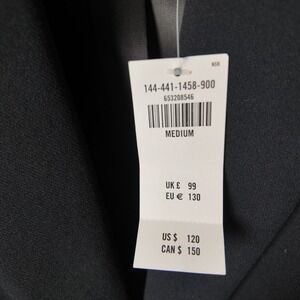 144-441-1458-900
653208546
MEDIUM
UK £ 99
EU € 130
US $ 120
CAN $ 150